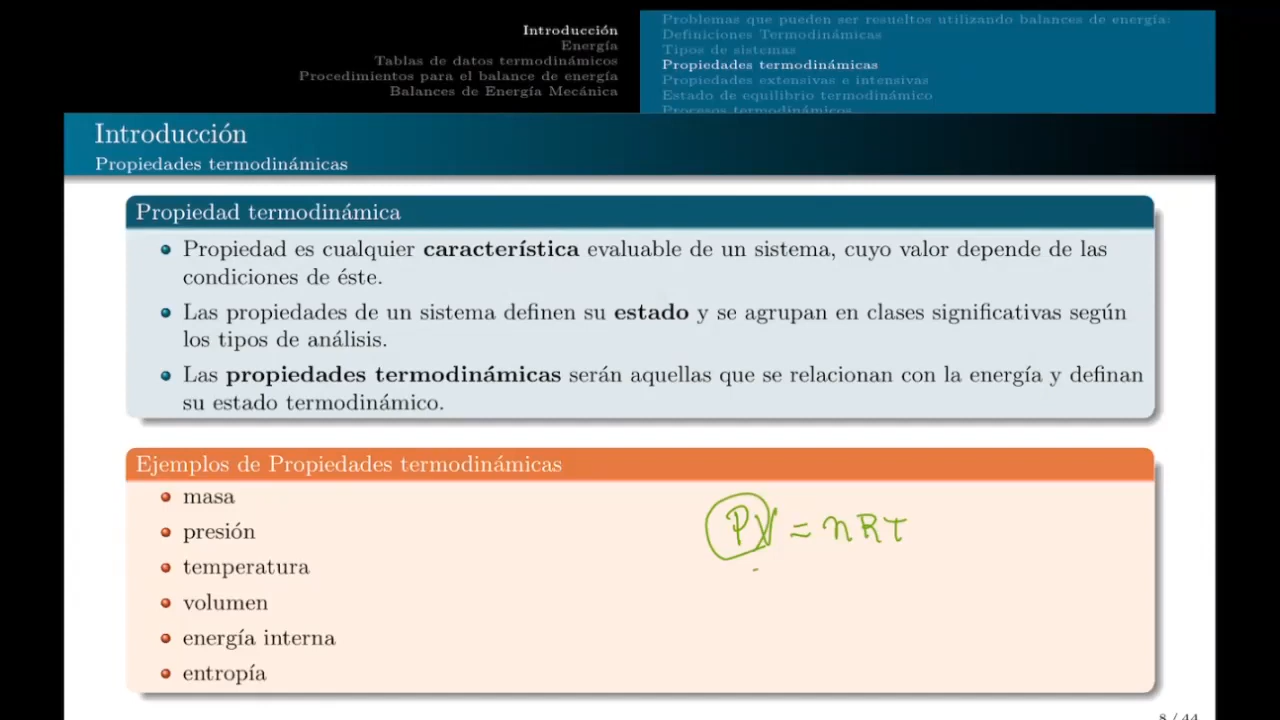 Introducción
Energía
Tablas de datos termodinámicos
Procedimientos para el balance de energía
Balances de Energía Mecánica
Problemas que pueden ser resueltos utilizando balances de energía:
Definiciones Termodinámicas
Tipos de sistemas
Propiedades termodinámicas
Propiedades extensivas e intensivas
Estado de equilibrio termodinámico
Procesos termodinámicos
Introducción
Propiedades termodinámicas
Propiedad termodinámica
Propiedad es cualquier característica evaluable de un sistema, cuyo valor depende de las
condiciones de éste.
Las propiedades de un sistema definen su estado y se agrupan en clases significativas según
los tipos de análisis.
Las propiedades termodinámicas serán aquellas que se relacionan con la energía y definan
su estado termodinámico.
Ejemplos de Propiedades termodinámicas
masa
presión
temperatura
volumen
energía interna
entropía
PV = nRT
8 / 44